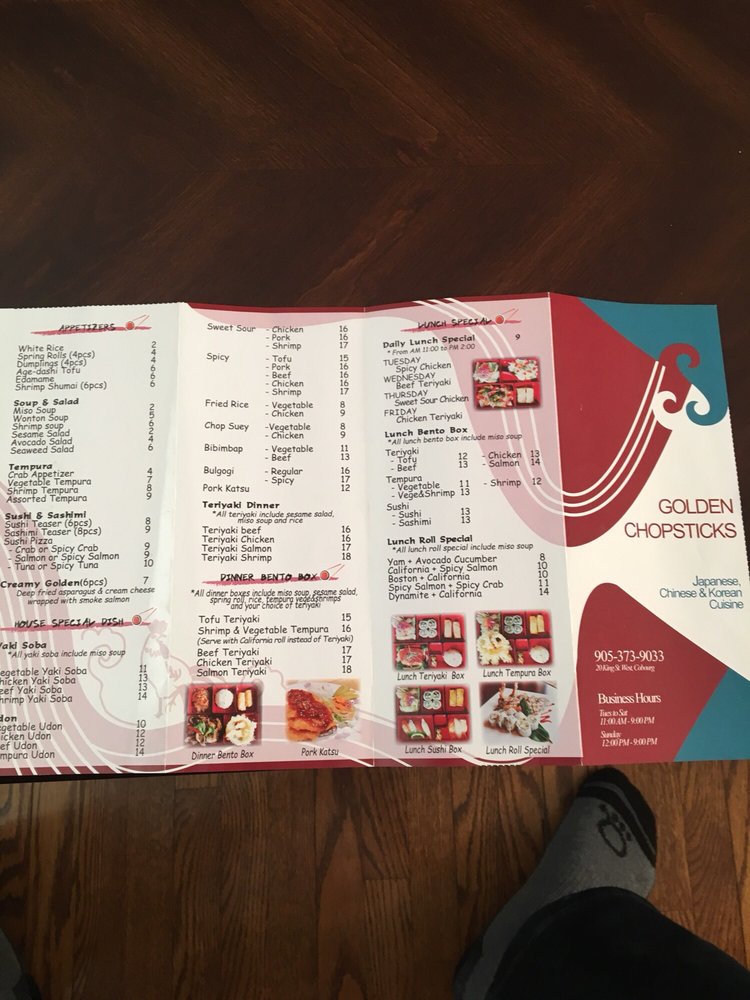 APPETIZERS
White Rice 2
Spring Rolls (4pcs) 4
Dumplings (4pcs) 4
Age-dashi Tofu 6
Edamame 6
Shrimp Shumai (6pcs) 6
Soup & Salad
Miso Soup 2
Wonton Soup 5
Shrimp soup 6
Sesame Salad 2
Avocado Salad 4
Seaweed Salad 6
Tempura
Crab Appetizer 4
Vegetable Tempura 7
Shrimp Tempura 8
Assorted Tempura 9
Sushi & Sashimi
Sushi Teaser (6pcs) 8
Sashimi Teaser (8pcs) 9
Sushi Pizza
- Crab or Spicy Crab 9
- Salmon or Spicy Salmon 9
- Tuna or Spicy Tuna 10
Creamy Golden(6pcs) 7
Deep fried asparagus & cream cheese
wrapped with smoke salmon
HOUSE SPECIAL DISH
Yaki Soba
*All yaki soba include miso soup
Vegetable Yaki Soba 11
Chicken Yaki Soba 13
Beef Yaki Soba 13
Shrimp Yaki Soba 14
Udon
Vegetable Udon 10
Chicken Udon 12
Beef Udon 12
Tempura Udon 14
Sweet Sour - Chicken 16
- Pork 16
- Shrimp 17
Spicy - Tofu 15
- Pork 16
- Beef 16
- Chicken 16
- Shrimp 17
Fried Rice - Vegetable 8
- Chicken 9
Chop Suey -Vegetable 8
- Chicken 9
Bibimbap - Vegetable 11
- Beef 13
Bulgogi - Regular 16
- Spicy 17
Pork Katsu 12
Teriyaki Dinner
*All teriyaki include sesame salad,
miso soup and rice
Teriyaki beef 16
Teriyaki Chicken 16
Teriyaki Salmon 17
Teriyaki Shrimp 18
DINNER BENTO BOX
*All dinner boxes include miso soup, sesame salad,
spring roll, rice, tempura vege&shrimps
and your choice of teriyaki
Tofu Teriyaki 15
Shrimp & Vegetable Tempura 16
(Serve with California roll instead of Teriyaki)
Beef Teriyaki 17
Chicken Teriyaki 17
Salmon Teriyaki 18
Dinner Bento Box
Pork Katsu
LUNCH SPECIAL
Daily Lunch Special 9
* From AM 11:00 to PM 2:00
TUESDAY
Spicy Chicken
WEDNESDAY
Beef Teriyaki
THURSDAY
Sweet Sour Chicken
FRIDAY
Chicken Teriyaki
Lunch Bento Box
*All lunch bento box include miso soup
Teriyaki
- Tofu 12 - Chicken 13
- Beef 13 - Salmon 14
Tempura
- Vegetable 11 - Shrimp 12
- Vege&Shrimp 13
Sushi
- Sushi 13
- Sashimi 13
Lunch Roll Special
*All lunch roll special include miso soup
Yam + Avocado Cucumber 8
California + Spicy Salmon 10
Boston + California 10
Spicy Salmon + Spicy Crab 11
Dynamite + California 14
Lunch Teriyaki Box
Lunch Tempura Box
Lunch Sushi Box
Lunch Roll Special
GOLDEN
CHOPSTICKS
Japanese,
Chinese & Korean
Cuisine
905-373-9033
20 King St. West, Cobourg
Business Hours
Tues to Sat
11:00 AM - 9:00 PM
Sunday
12:00 PM - 9:00 PM